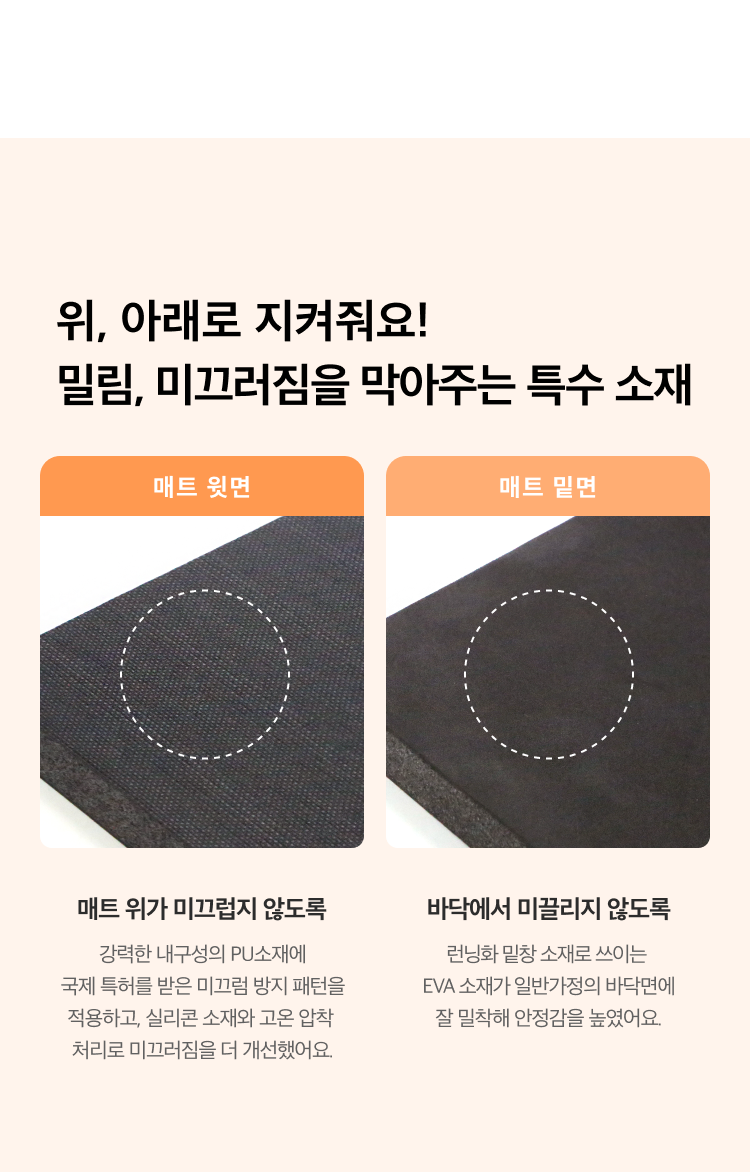 위, 아래로 지켜줘요!
밀림, 미끄러짐을 막아주는 특수 소재
매트 윗면
매트 밑면
매트 위가 미끄럽지 않도록
강력한 내구성의 PU소재에
국제 특허를 받은 미끄럼 방지 패턴을
적용하고, 실리콘 소재와 고온 압착
처리로 미끄러짐을 더 개선했어요.
바닥에서 미끌리지 않도록
런닝화 밑창 소재로 쓰이는
EVA 소재가 일반가정의 바닥면에
잘 밀착해 안정감을 높였어요.